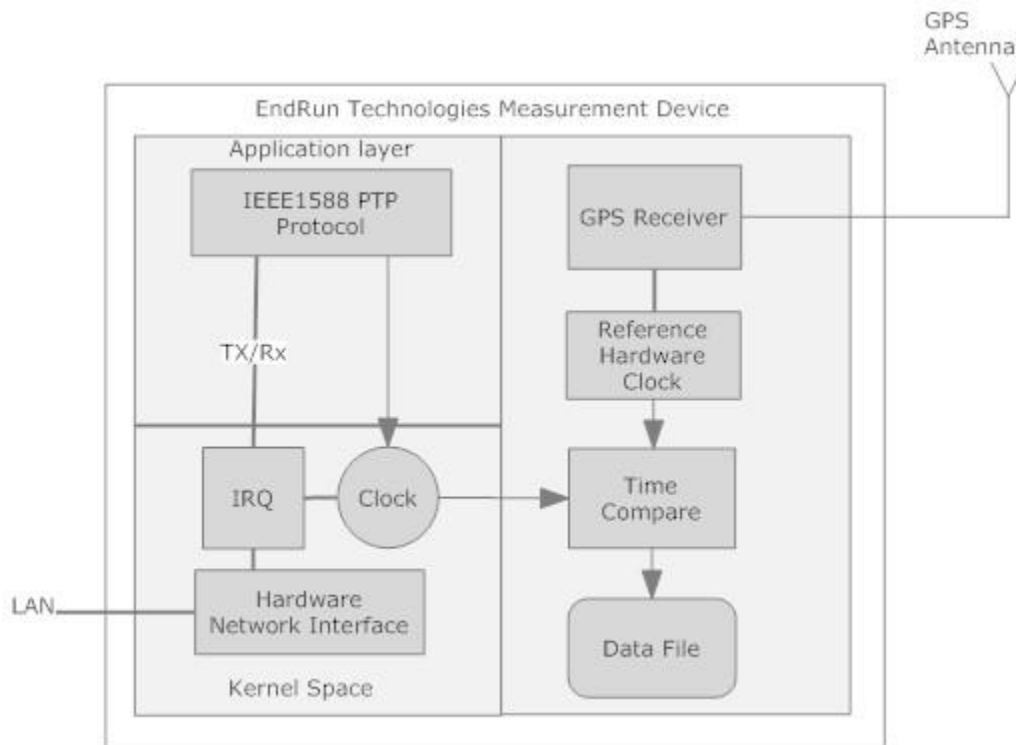 GPS
Antenna
EndRun Technologies Measurement Device
Application layer
IEEE1588 PTP
Protocol
GPS Receiver
TX/Rx
Reference
Hardware
Clock
IRQ
Clock
Time
Compare
LAN
Hardware
Network Interface
Data File
Kernel Space